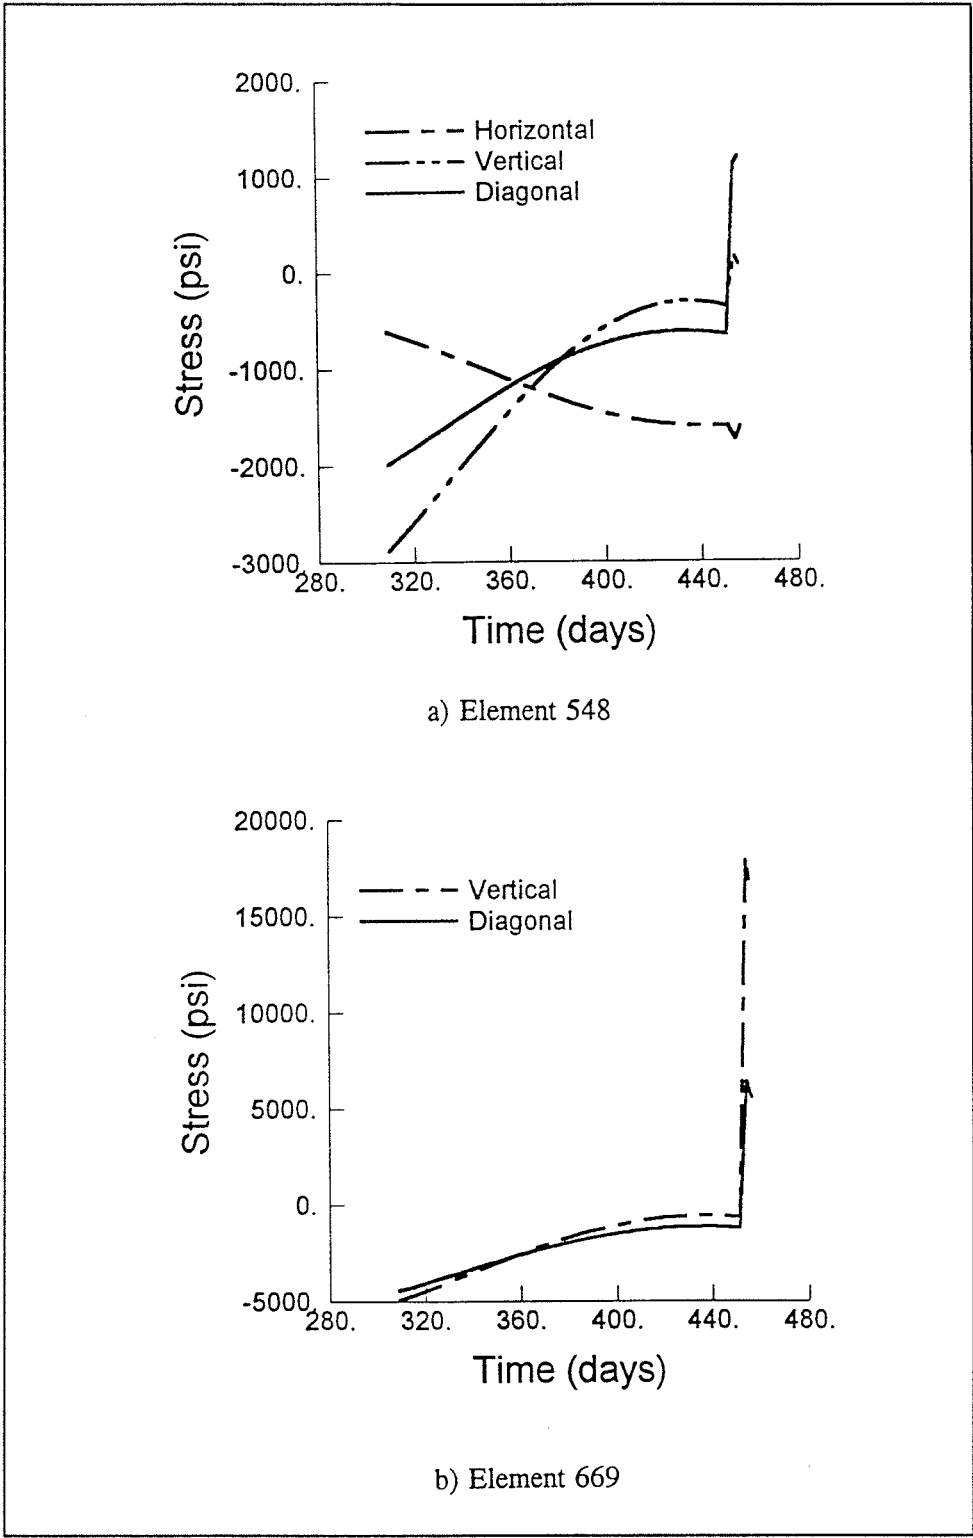 2000.
Horizontal
Vertical
1000.
Diagonal
0.
Stress (psi)
-1000.
-2000.
-3000.
280. 320. 360. 400. 440. 480.
Time (days)
a) Element 548
20000.
Vertical
15000.
Diagonal
10000.
Stress (psi)
5000.
0.
-5000.
280. 320. 360. 400. 440. 480.
Time (days)
b) Element 669